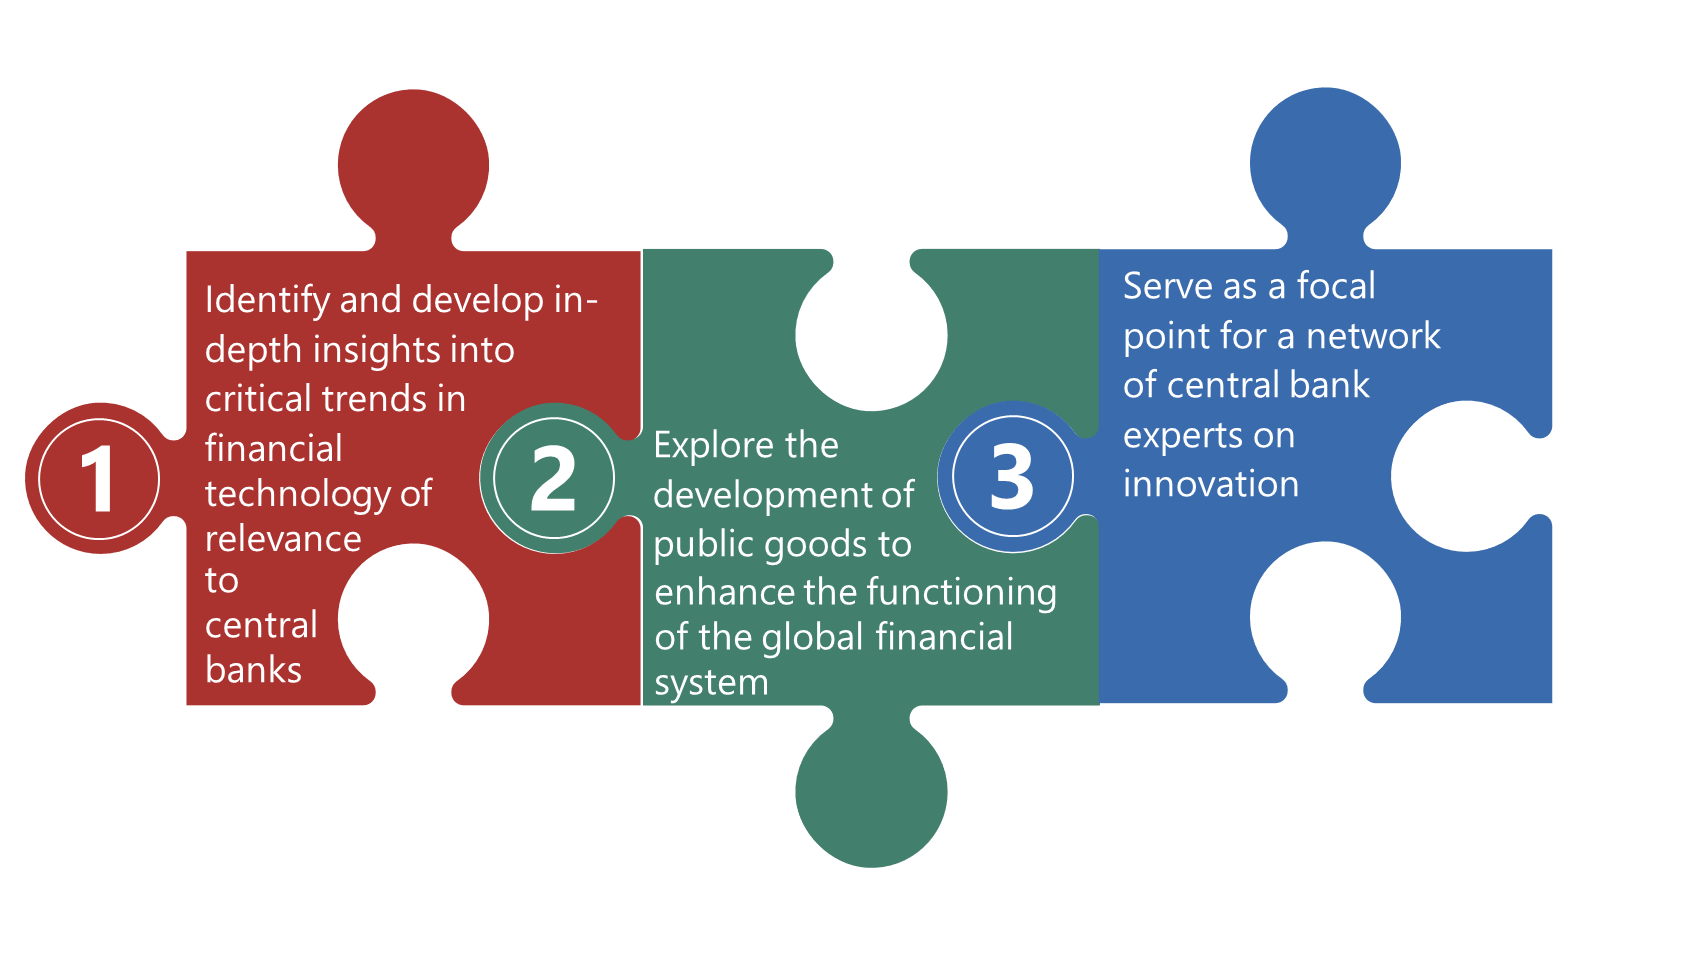 1
Identify and develop in-
depth insights into
critical trends in
financial
technology of
relevance
to
central
banks
2
Explore the
development of
public goods to
enhance the functioning
of the global financial
system
3
Serve as a focal
point for a network
of central bank
experts on
innovation